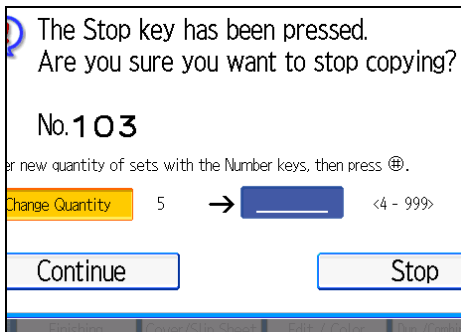 The Stop key has been pressed.
Are you sure you want to stop copying?
No. 103
er new quantity of sets with the Number keys, then press ⊕.
Change Quantity 5 → <4 - 999>
Continue Stop
Finishing Cover/Slip Sheet Edit / Color